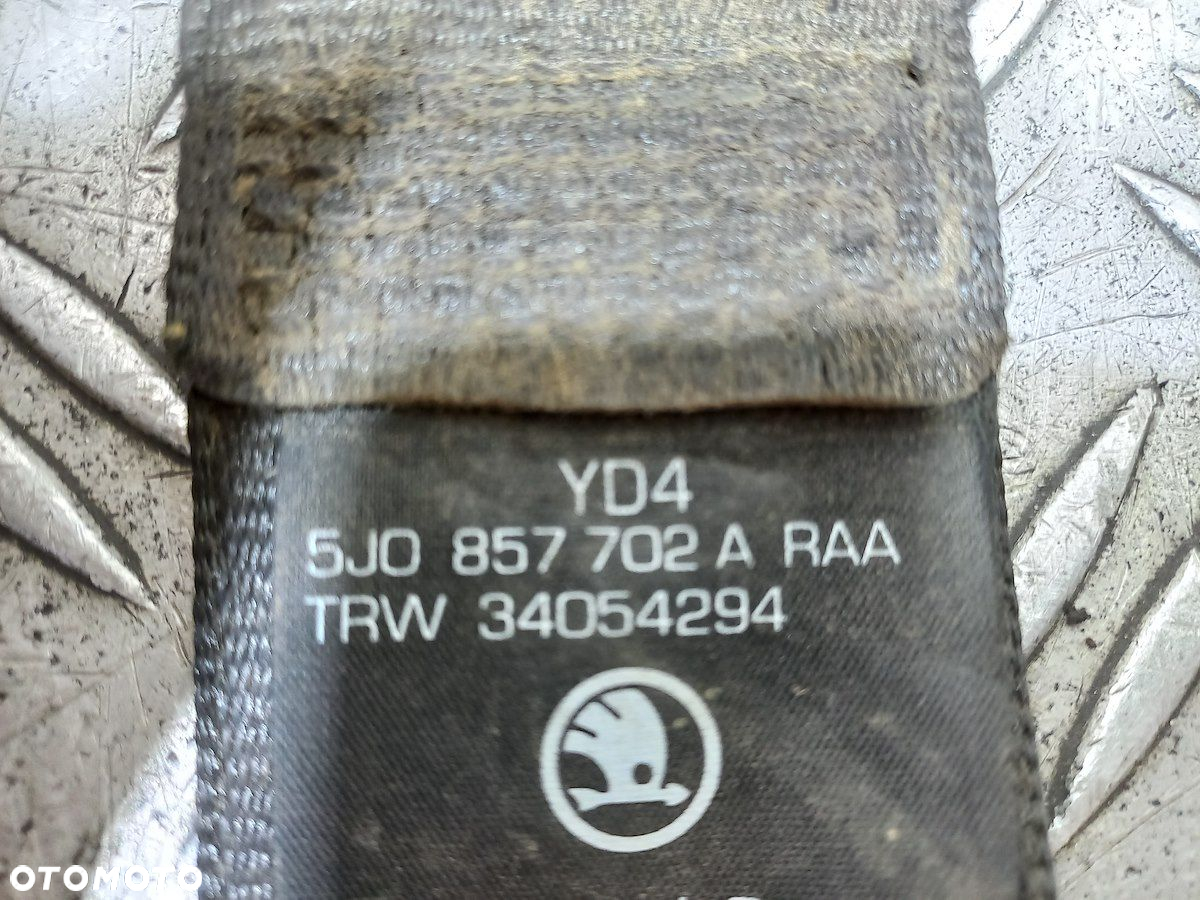 YD4
5J0 857 702 A RAA
TRW 34054294
OTOMOTO